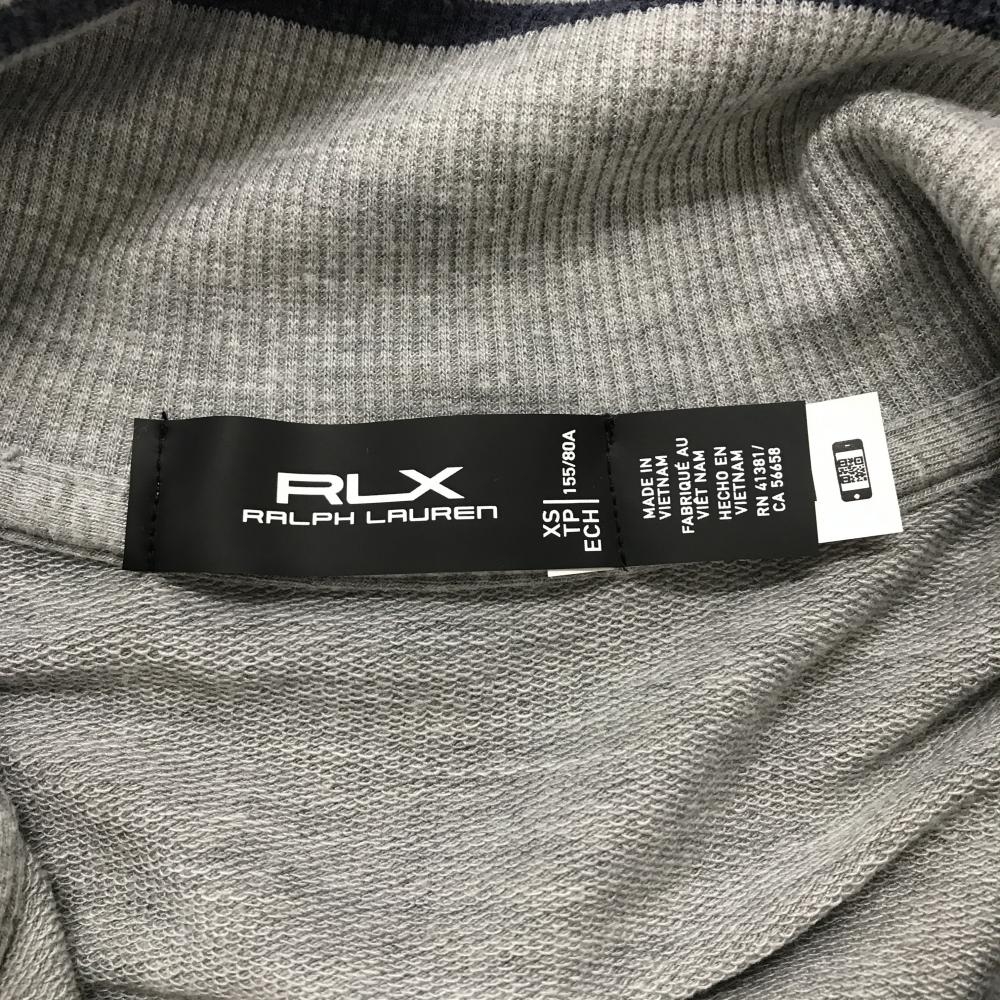 RLX
RALPH LAUREN
XS
TP
ECH
155/80A
MADE IN
VIETNAM
FABRIQUÉ AU
VIÊT NAM
HECHO EN
VIETNAM
RN 41381/
CA 56658